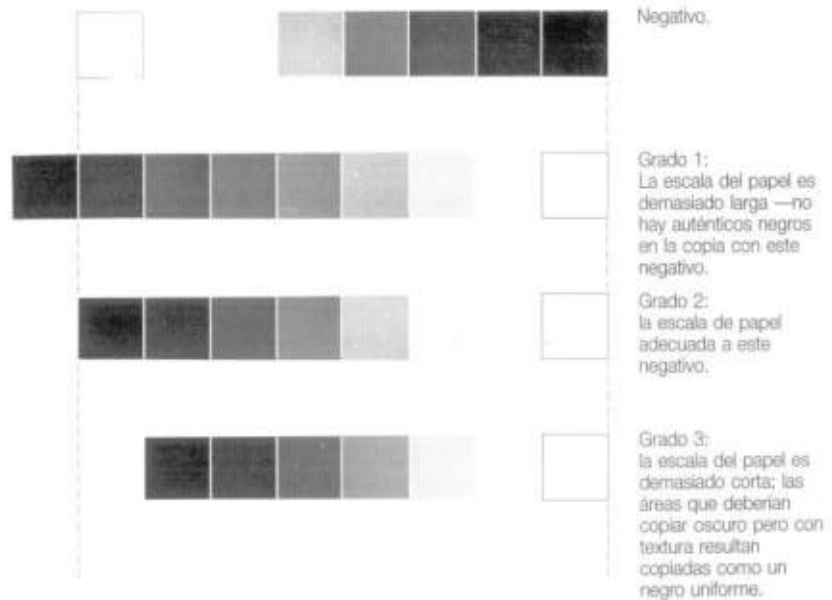 Negativo.
Grado 1:
La escala del papel es
demasiado larga —no
hay auténticos negros
en la copia con este
negativo.
Grado 2:
la escala de papel
adecuada a este
negativo.
Grado 3:
la escala del papel es
demasiado corta; las
áreas que deberían
copiar oscuro pero con
textura resultan
copiadas como un
negro uniforme.